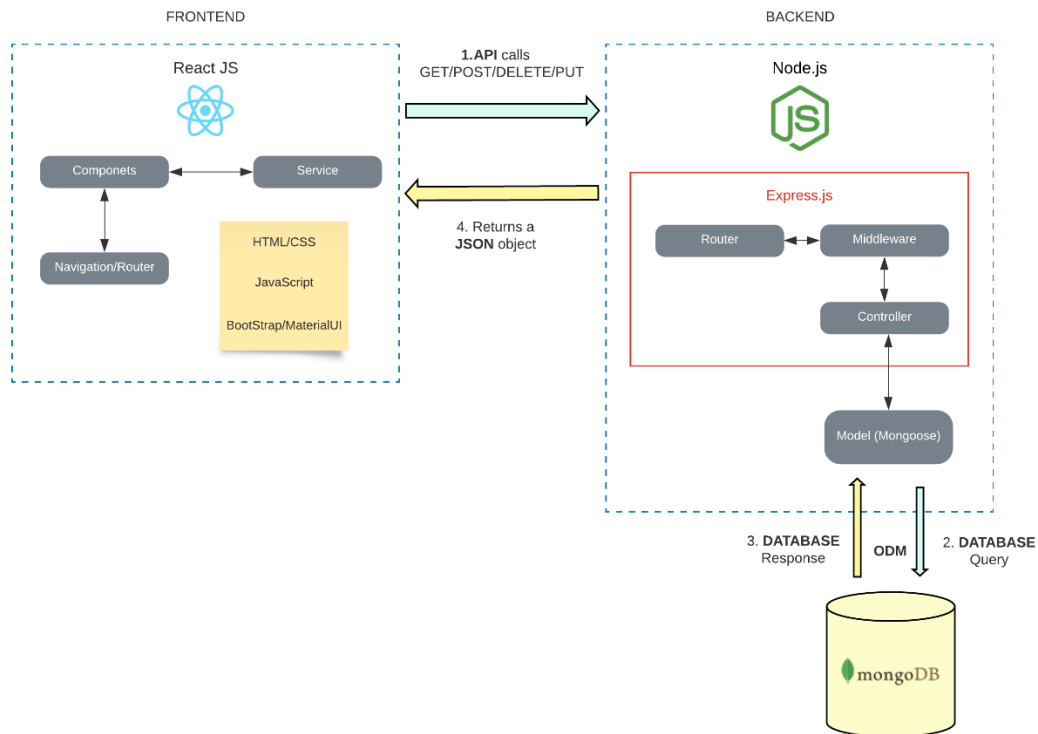 FRONTEND
BACKEND
React JS
Componets
Service
Navigation/Router
HTML/CSS
JavaScript
BootStrap/MaterialUI
1.API calls
GET/POST/DELETE/PUT
4. Returns a
JSON object
Node.js
JS
Express.js
Router
Middleware
Controller
Model (Mongoose)
3. DATABASE
Response
ODM
2. DATABASE
Query
mongoDB